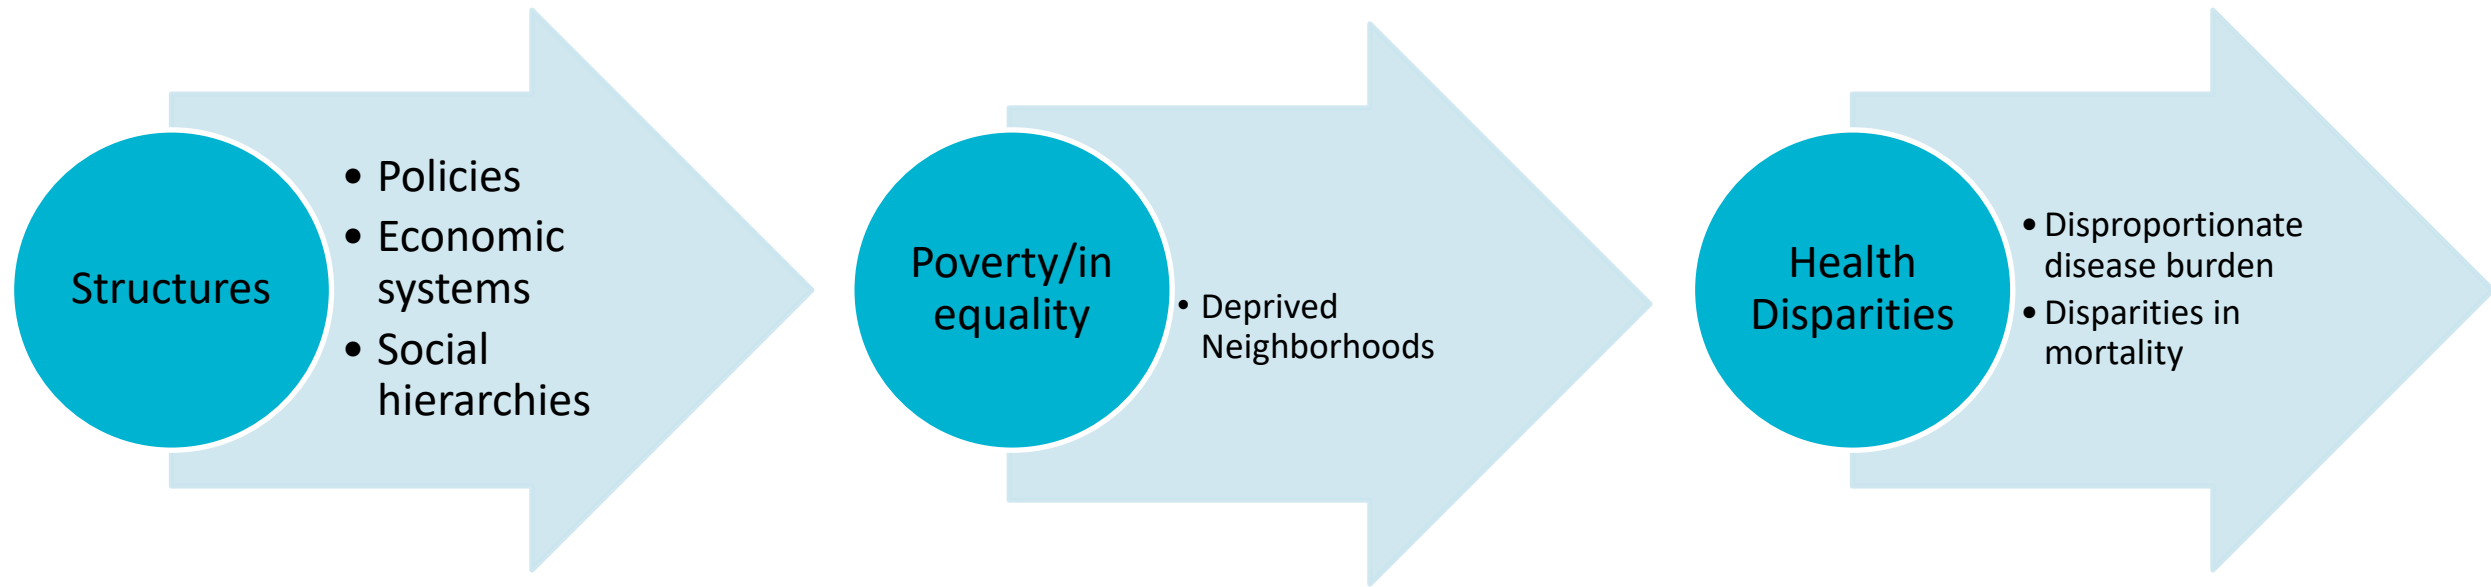 Structures
• Policies
• Economic
systems
• Social
hierarchies
Poverty/in
equality
• Deprived
Neighborhoods
Health
Disparities
• Disproportionate
disease burden
• Disparities in
mortality